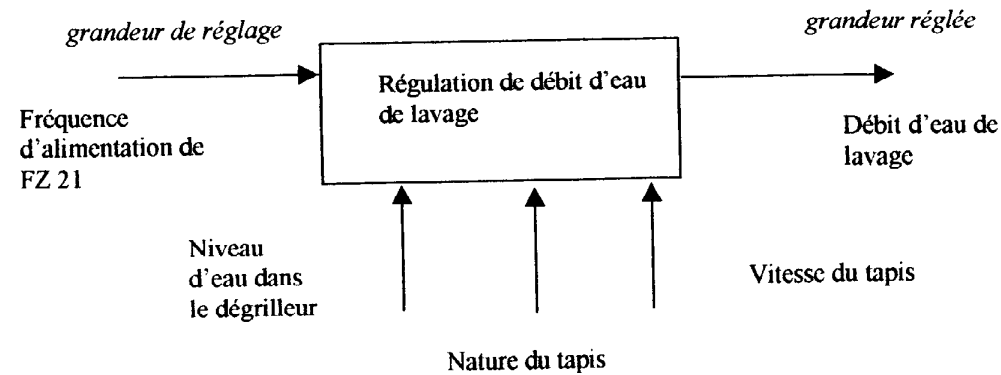 grandeur de réglage
grandeur réglée
Régulation de débit d'eau
de lavage
Fréquence
d'alimentation de
FZ 21
Débit d'eau de
lavage
Niveau
d'eau dans
le dégrilleur
Vitesse du tapis
Nature du tapis